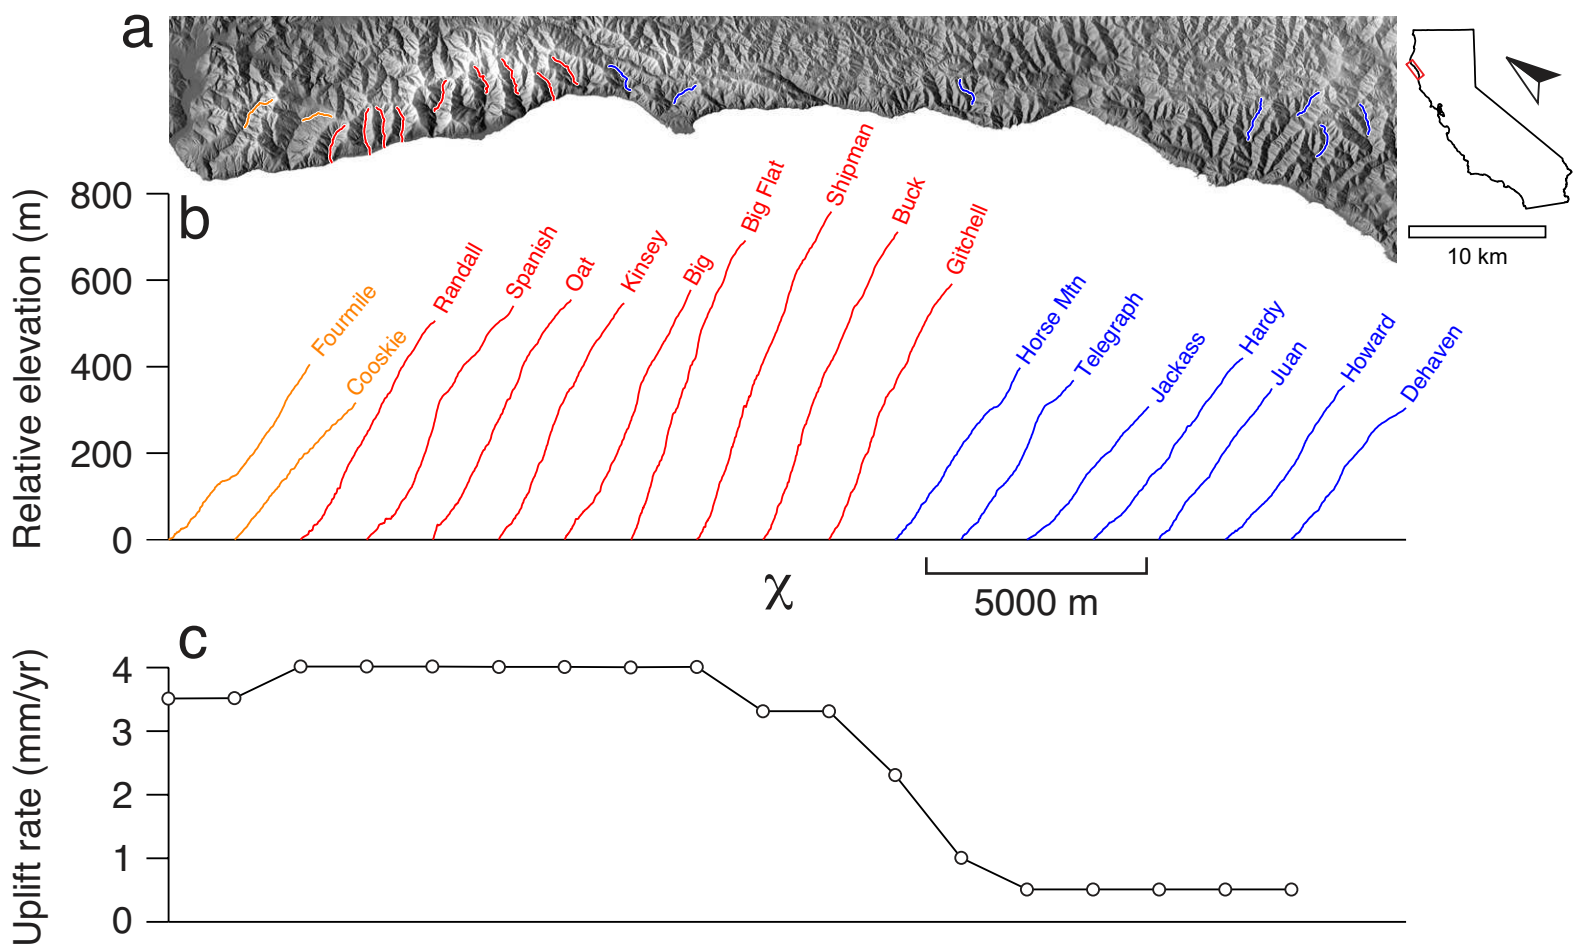 a
10 km
b
Relative elevation (m)
800
600
400
200
0
Fourmile
Cooskie
Randall
Spanish
Oat
Kinsey
Big
Big Flat
Shipman
Buck
Gitchell
Horse Mtn
Telegraph
Jackass
Hardy
Juan
Howard
Dehaven
χ
5000 m
c
Uplift rate (mm/yr)
4
3
2
1
0